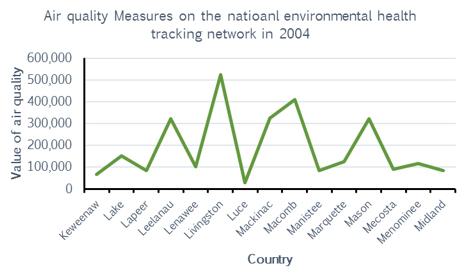 Air quality Measures on the natioanl environmental health
tracking network in 2004
Value of air quality
600,000
500,000
400,000
300,000
200,000
100,000
0
Keweenaw
Lake
Lapeer
Leelanau
Lenawee
Livingston
Luce
Mackinac
Macomb
Manistee
Marquette
Mason
Mecosta
Menominee
Midland
Country